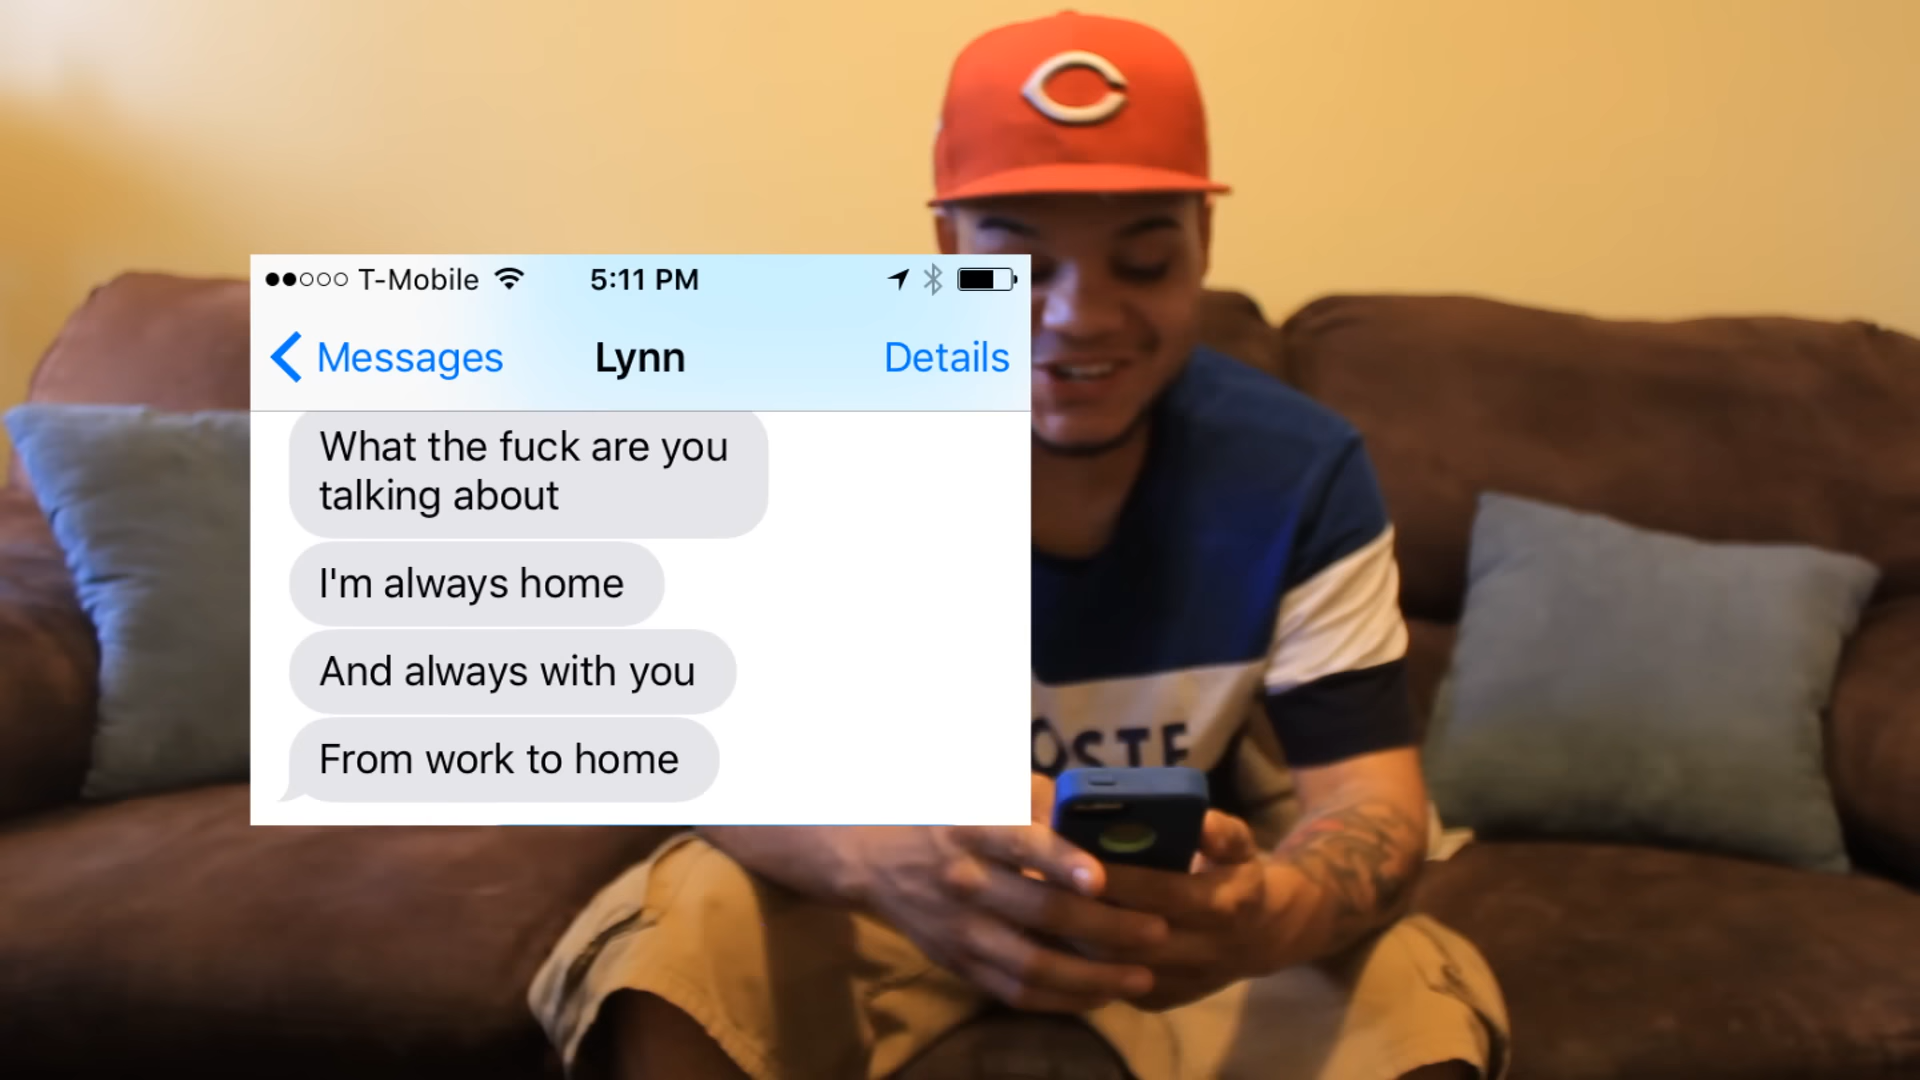 T-Mobile 5:11 PM
Messages Lynn Details
What the fuck are you
talking about
I'm always home
And always with you
From work to home
C
OSTE